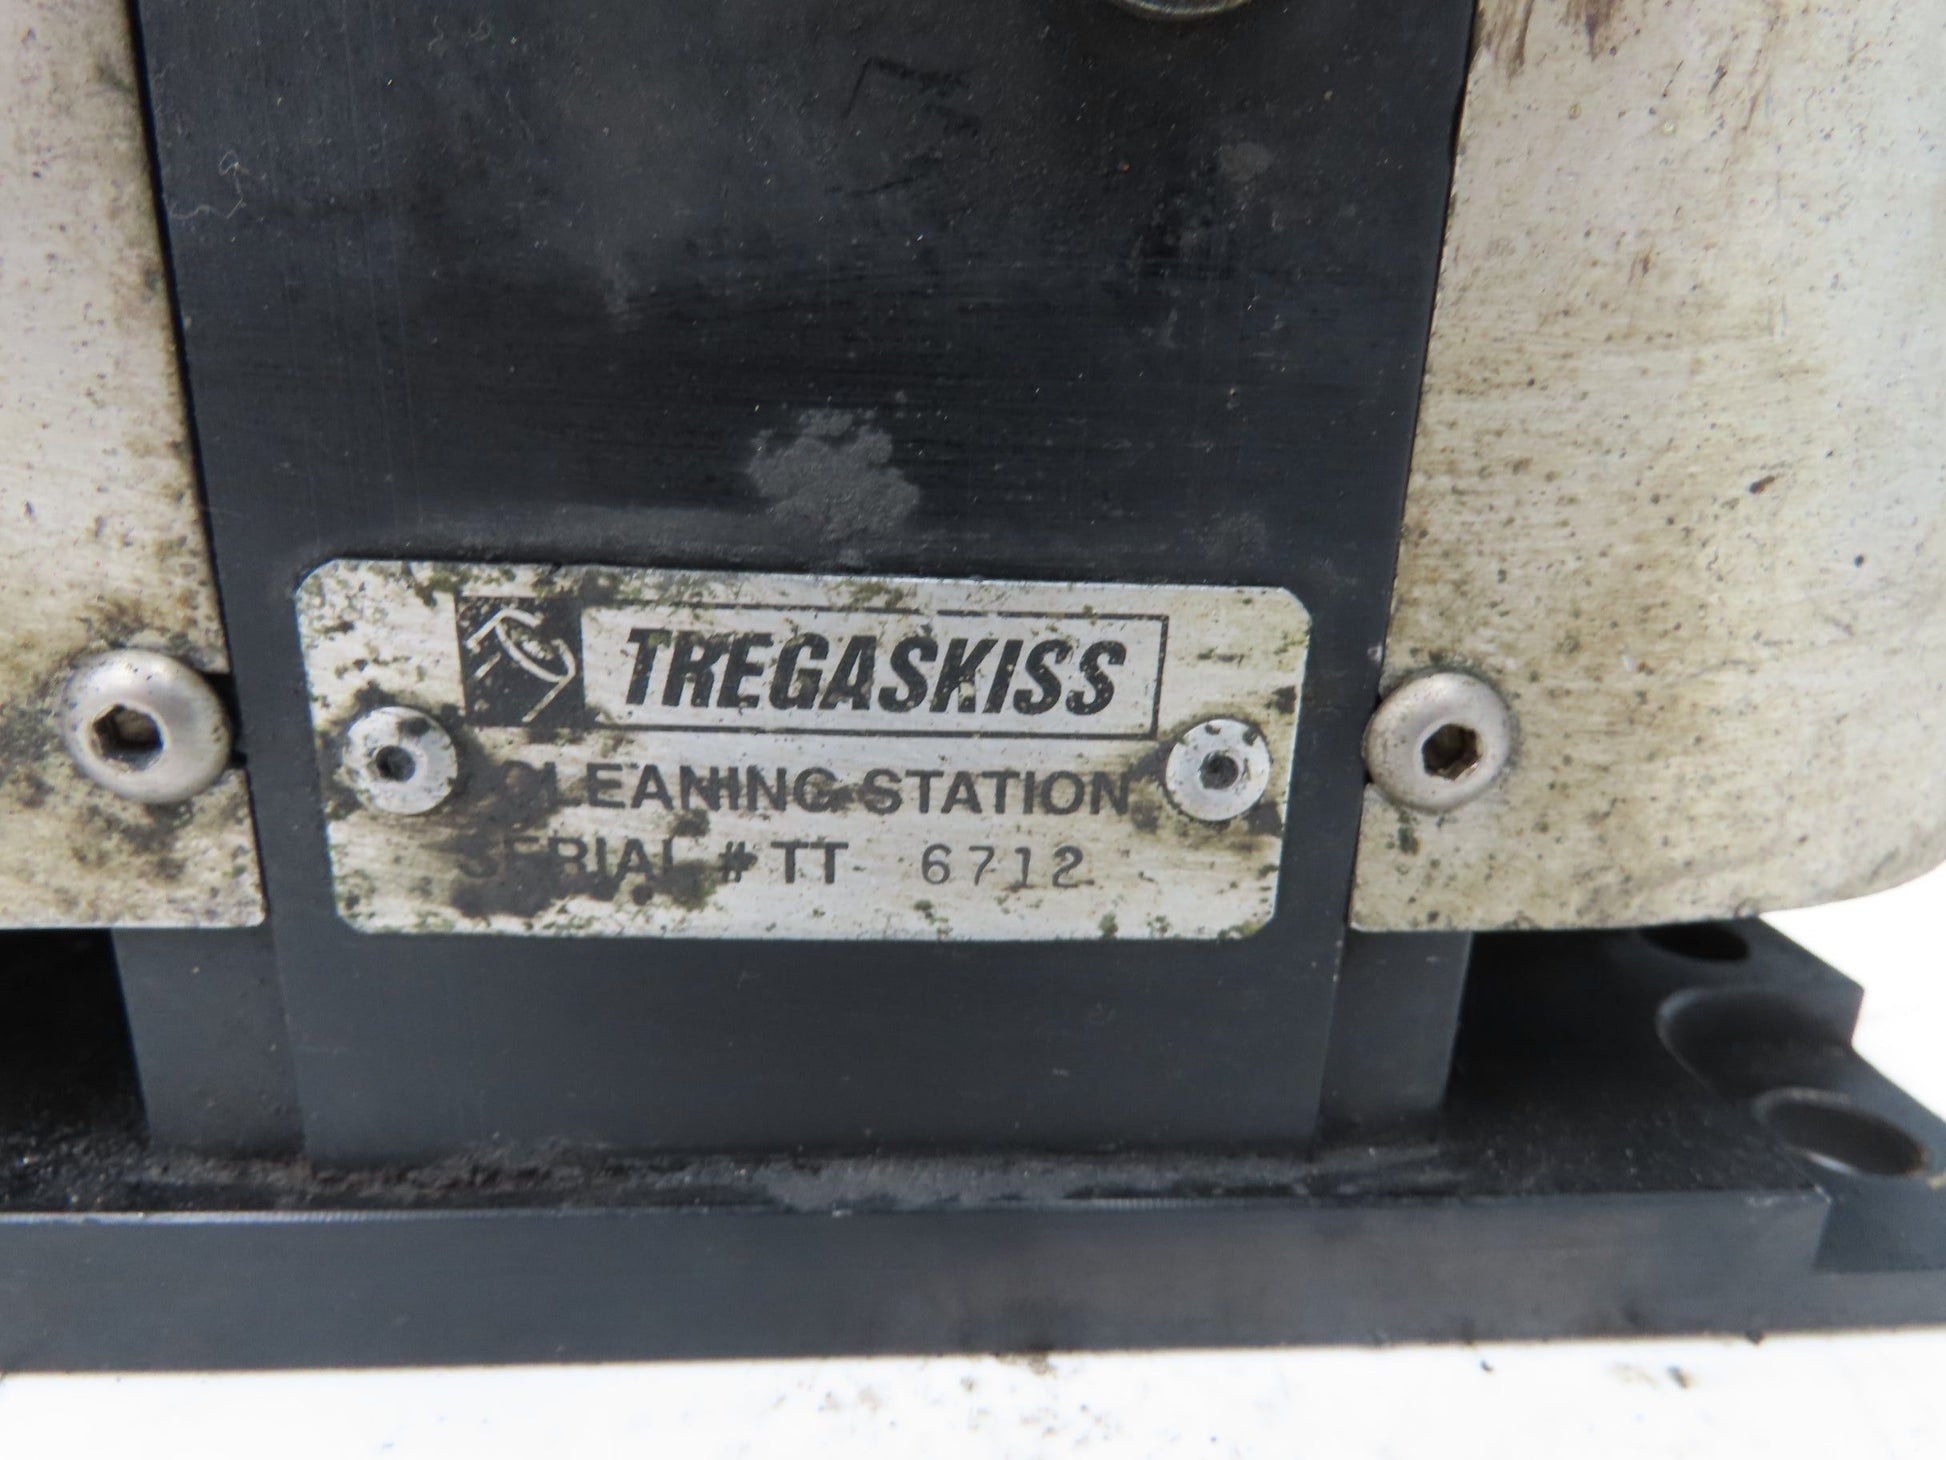 TREGASKISS
CLEANING STATION
SERIAL # TT 6712